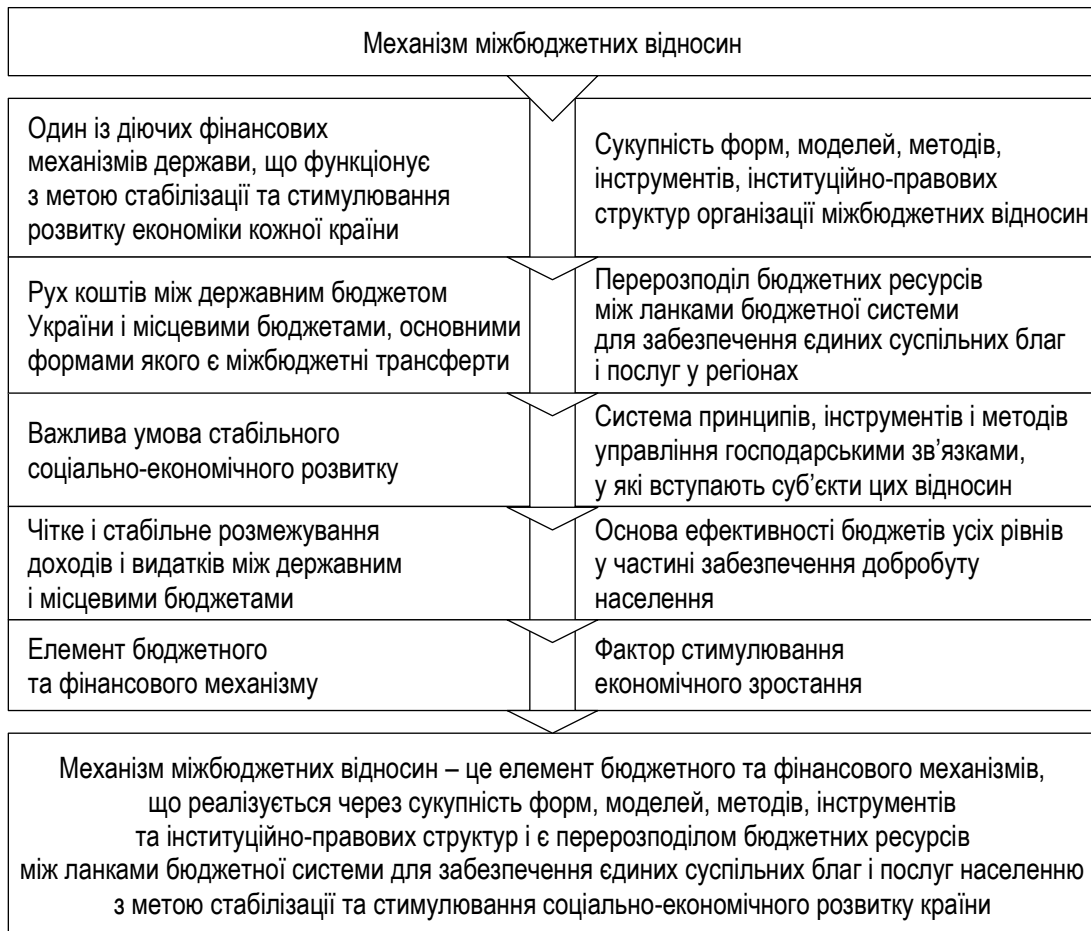 Механізм міжбюджетних відносин
Один із діючих фінансових
механізмів держави, що функціонує
з метою стабілізації та стимулювання
розвитку економіки кожної країни
Сукупність форм, моделей, методів,
інструментів, інституційно-правових
структур організації міжбюджетних відносин
Рух коштів між державним бюджетом
України і місцевими бюджетами, основними
формами якого є міжбюджетні трансферти
Перерозподіл бюджетних ресурсів
між ланками бюджетної системи
для забезпечення єдиних суспільних благ
і послуг у регіонах
Важлива умова стабільного
соціально-економічного розвитку
Система принципів, інструментів і методів
управління господарськими зв’язками,
у які вступають суб’єкти цих відносин
Чітке і стабільне розмежування
доходів і видатків між державним
і місцевими бюджетами
Основа ефективності бюджетів усіх рівнів
у частині забезпечення добробуту
населення
Елемент бюджетного
та фінансового механізму
Фактор стимулювання
економічного зростання
Механізм міжбюджетних відносин – це елемент бюджетного та фінансового механізмів,
що реалізується через сукупність форм, моделей, методів, інструментів
та інституційно-правових структур і є перерозподілом бюджетних ресурсів
між ланками бюджетної системи для забезпечення єдиних суспільних благ і послуг населенню
з метою стабілізації та стимулювання соціально-економічного розвитку країни